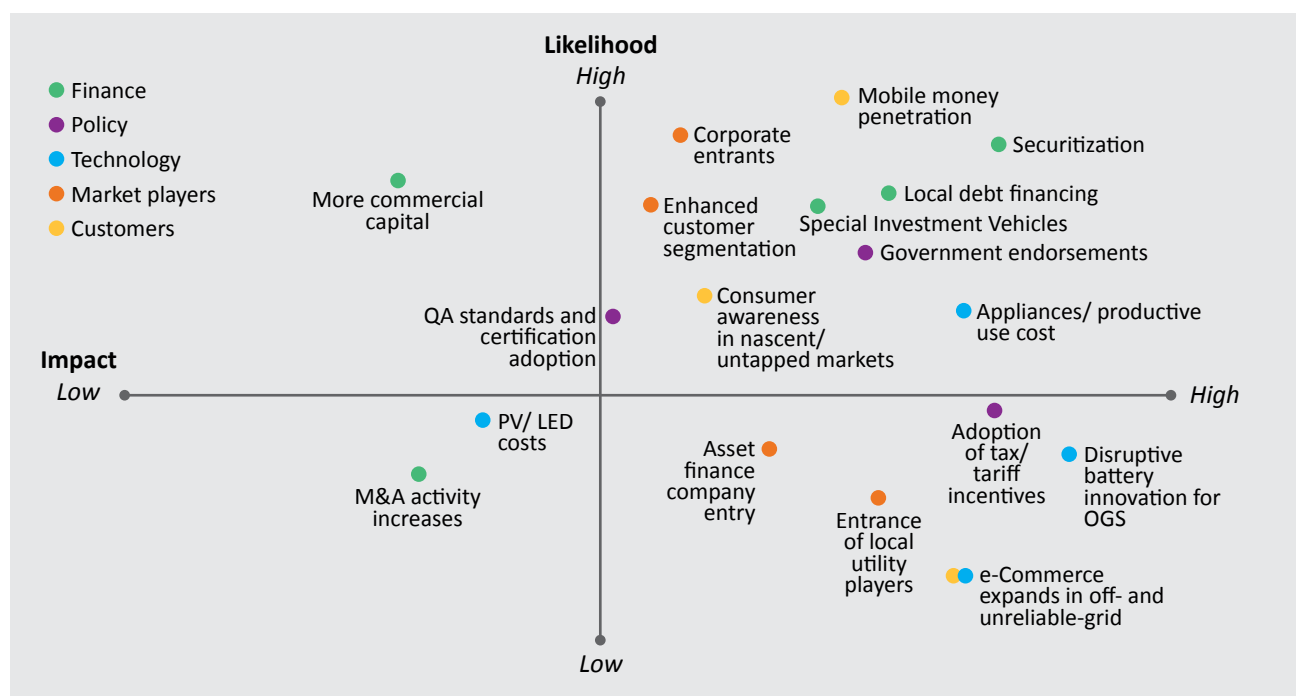 Likelihood
High
Finance
Policy
Technology
Market players
Customers
Mobile money
penetration
Corporate
entrants
Securitization
More commercial
capital
Local debt financing
Enhanced
customer
segmentation
Special Investment Vehicles
Government endorsements
QA standards and
certification
adoption
Consumer
awareness
in nascent/
untapped markets
Appliances/ productive
use cost
Impact
Low
High
PV/ LED
costs
M&A activity
increases
Asset
finance
company
entry
Adoption
of tax/
tariff
incentives
Disruptive
battery
innovation for
OGS
Entrance
of local
utility
players
e-Commerce
expands in off- and
unreliable-grid
Low